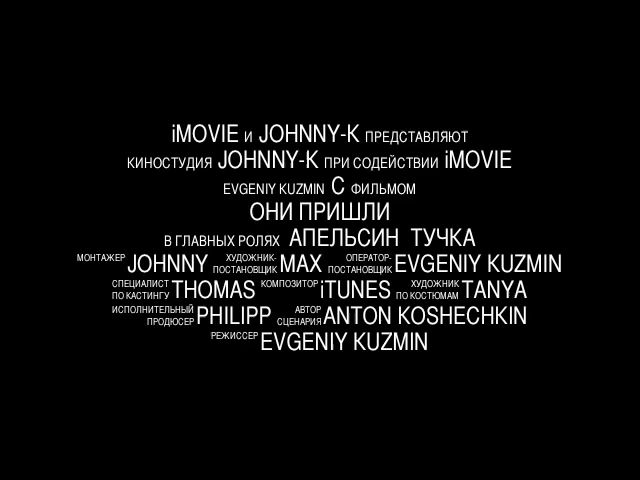 iMOVIE И JOHNNY-K ПРЕДСТАВЛЯЮТ
КИНОСТУДИЯ JOHNNY-K ПРИ СОДЕЙСТВИИ iMOVIE
EVGENIY KUZMIN С ФИЛЬМОМ
ОНИ ПРИШЛИ
В ГЛАВНЫХ РОЛЯХ АПЕЛЬСИН ТУЧКА
МОНТАЖЕР JOHNNY ХУДОЖНИК-ПОСТАНОВЩИК MAX ОПЕРАТОР-ПОСТАНОВЩИК EVGENIY KUZMIN
СПЕЦИАЛИСТ ПО КАСТИНГУ THOMAS КОМПОЗИТОР iTUNES ХУДОЖНИК ПО КОСТЮМАМ TANYA
ИСПОЛНИТЕЛЬНЫЙ ПРОДЮСЕР PHILIPP АВТОР СЦЕНАРИЯ ANTON KOSHECHKIN
РЕЖИССЕР EVGENIY KUZMIN